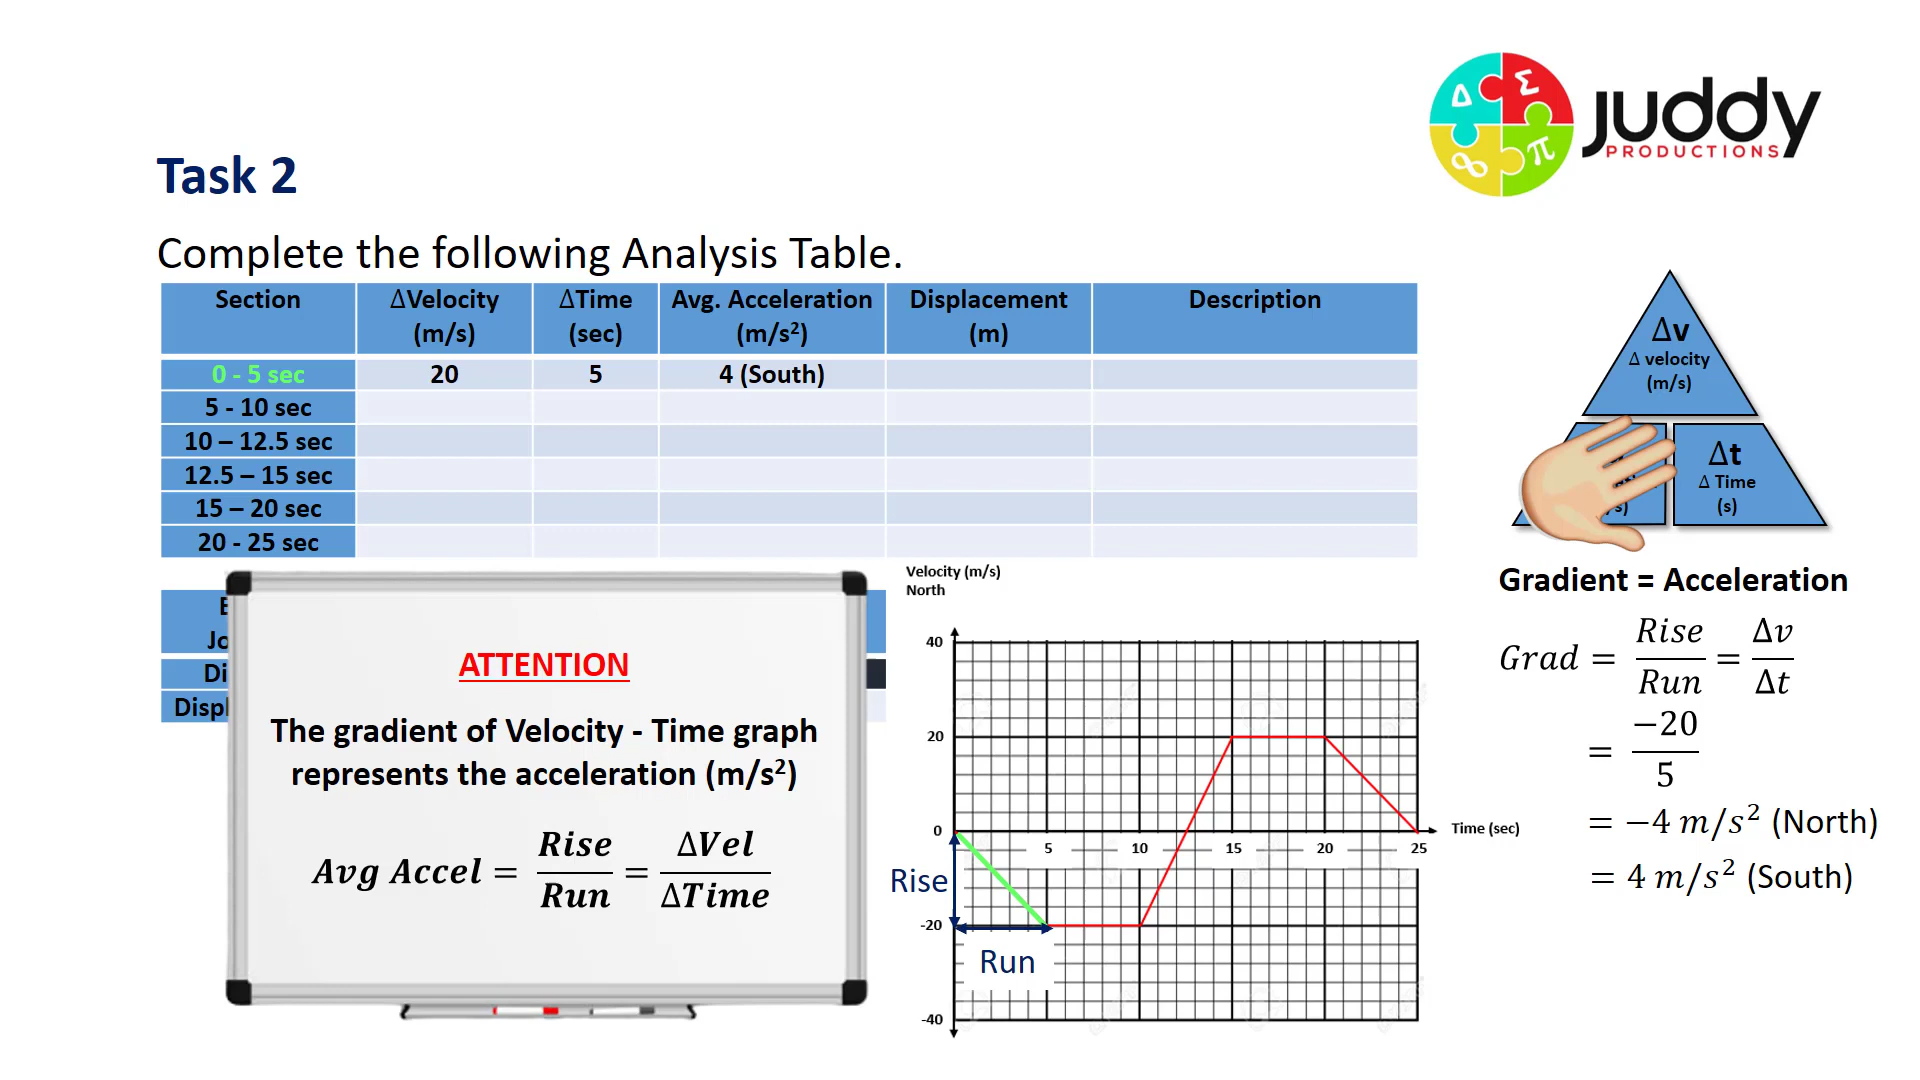 Δ Σ
∞ π
juddy
PRODUCTIONS
Task 2
Complete the following Analysis Table.
Section ΔVelocity (m/s) ΔTime (sec) Avg. Acceleration (m/s²) Displacement (m) Description
0 - 5 sec 20 5 4 (South)
5 - 10 sec
10 – 12.5 sec
12.5 – 15 sec
15 – 20 sec
20 - 25 sec
ATTENTION
The gradient of Velocity - Time graph
represents the acceleration (m/s²)
Avg Accel = Rise/Run = ΔVel/ΔTime
Velocity (m/s)
North
40
20
0
-20
-40
5 10 15 20 25
Time (sec)
Rise
Run
Δv
Δ velocity
(m/s)
Δt
Δ Time
(s)
Gradient = Acceleration
Grad = Rise/Run = Δv/Δt
= −20/5
= −4 m/s² (North)
= 4 m/s² (South)